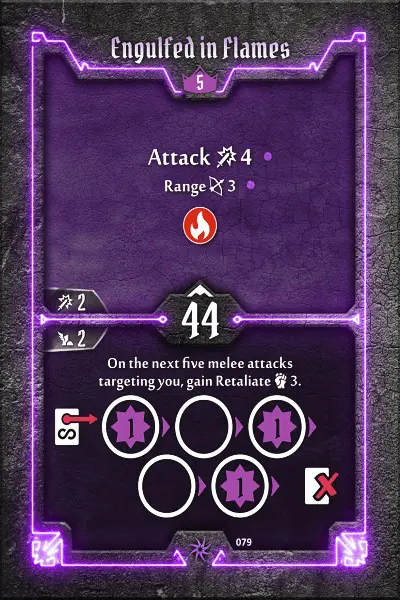 Engulfed in Flames
5
Attack 4
Range 3
2
44
2
On the next five melee attacks
targeting you, gain Retaliate 3.
S
1
1
1
079